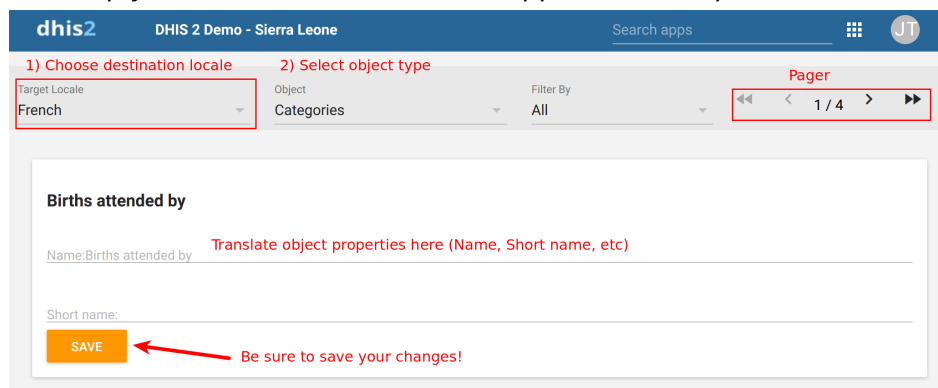 dhis2 DHIS 2 Demo - Sierra Leone Search apps JT
1) Choose destination locale 2) Select object type
Pager
Target Locale Object Filter By
French Categories All 1 / 4
Births attended by
Translate object properties here (Name, Short name, etc)
Name:Births attended by
Short name:
SAVE
Be sure to save your changes!